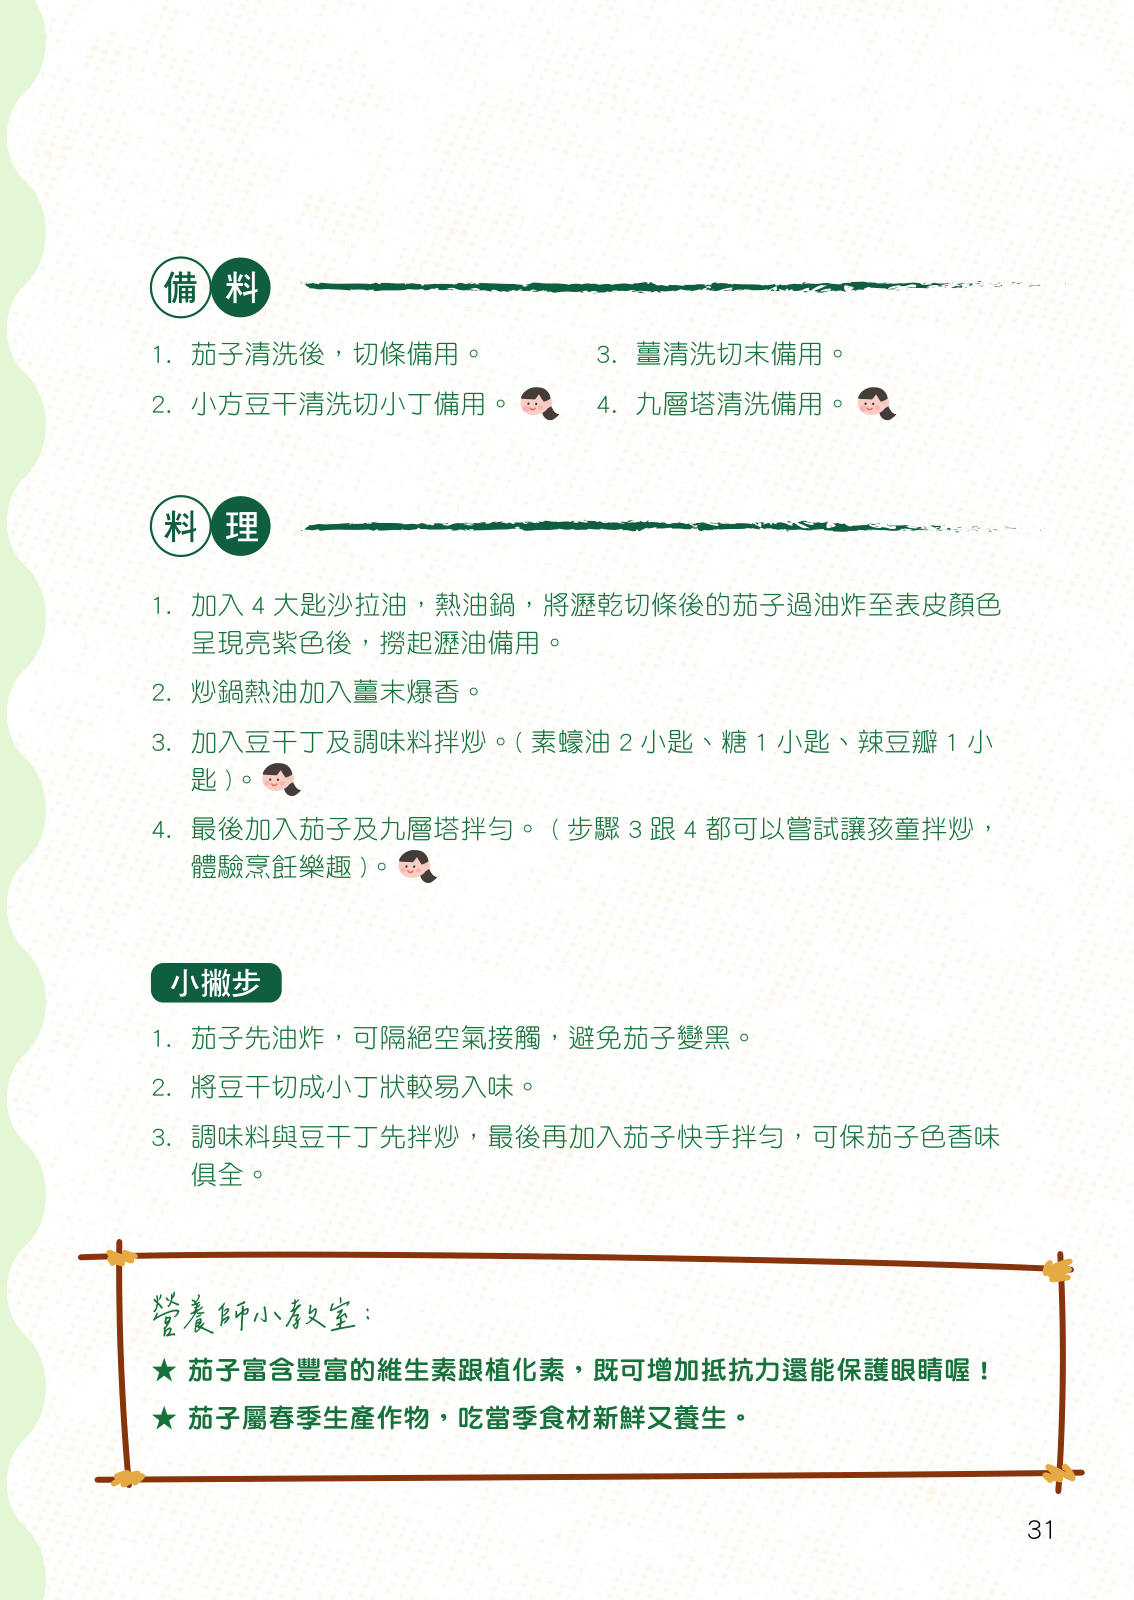 備料
1. 茄子清洗後，切條備用。
2. 小方豆干清洗切小丁備用。
3. 薑清洗切末備用。
4. 九層塔清洗備用。
料理
1. 加入 4 大匙沙拉油，熱油鍋，將瀝乾切條後的茄子過油炸至表皮顏色
呈現亮紫色後，撈起瀝油備用。
2. 炒鍋熱油加入薑末爆香。
3. 加入豆干丁及調味料拌炒。( 素蠔油 2 小匙、糖 1 小匙、辣豆瓣 1 小
匙 )。
4. 最後加入茄子及九層塔拌勻。 ( 步驟 3 跟 4 都可以嘗試讓孩童拌炒，
體驗烹飪樂趣 )。
小撇步
1. 茄子先油炸，可隔絕空氣接觸，避免茄子變黑。
2. 將豆干切成小丁狀較易入味。
3. 調味料與豆干丁先拌炒，最後再加入茄子快手拌勻，可保茄子色香味
俱全。
營養師小教室：
★ 茄子富含豐富的維生素跟植化素，既可增加抵抗力還能保護眼睛喔！
★ 茄子屬春季生產作物，吃當季食材新鮮又養生。
31